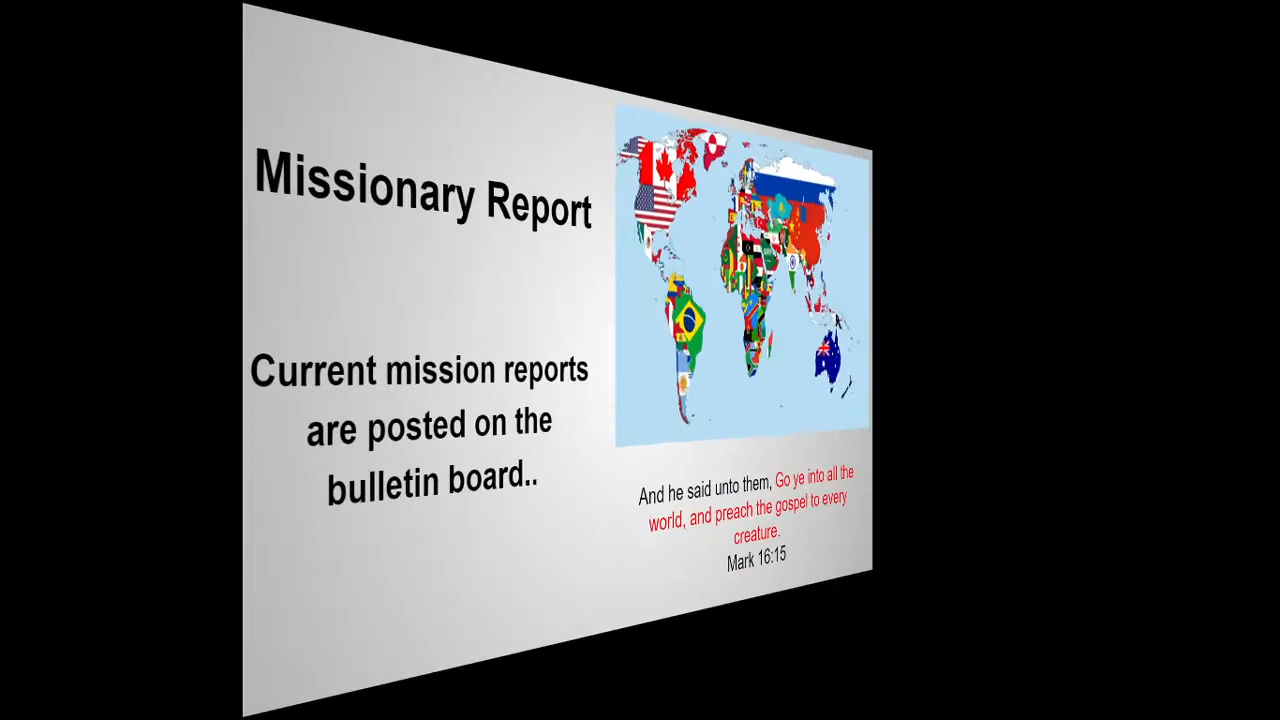 Missionary Report
Current mission reports
are posted on the
bulletin board..
And he said unto them, Go ye into all the
world, and preach the gospel to every
creature.
Mark 16:15